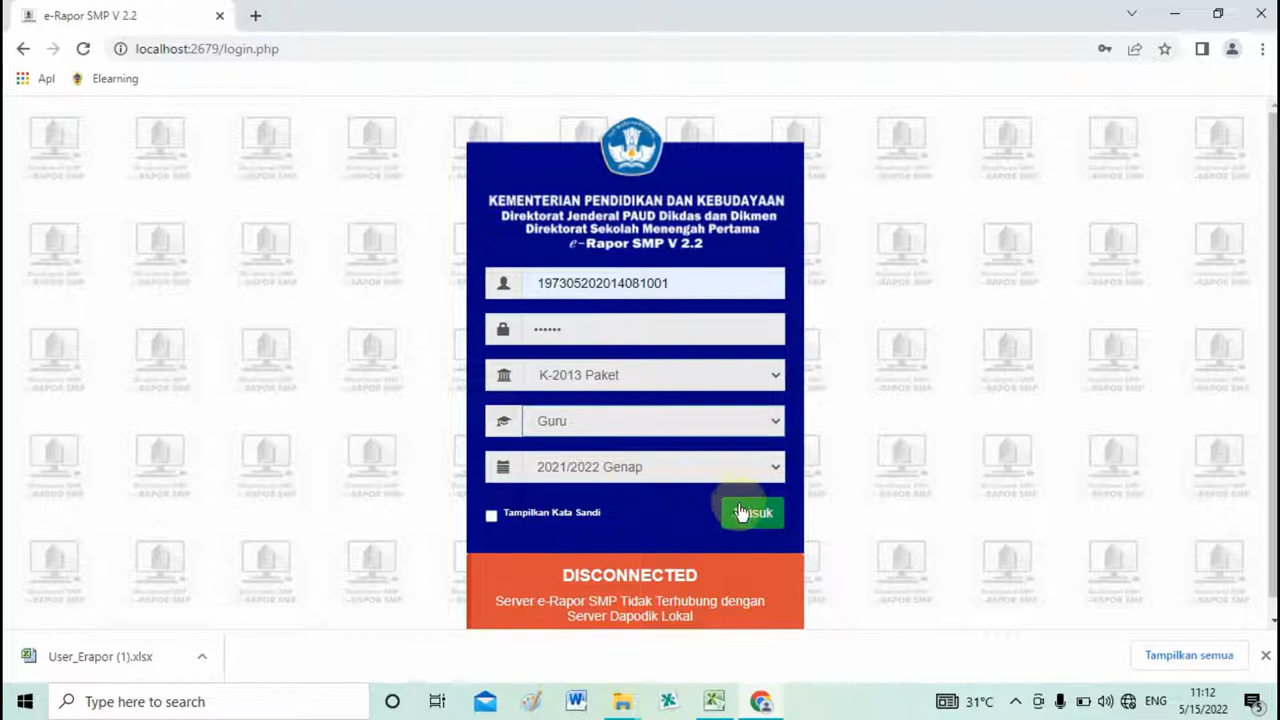 e-Rapor SMP V 2.2
localhost:2679/login.php
Apl
Elearning
KEMENTERIAN PENDIDIKAN DAN KEBUDAYAAN
Direktorat Jenderal PAUD Dikdas dan Dikmen
Direktorat Sekolah Menengah Pertama
e-Rapor SMP V 2.2
197305202014081001
••••••
K-2013 Paket
Guru
2021/2022 Genap
Tampilkan Kata Sandi
DISCONNECTED
Server e-Rapor SMP Tidak Terhubung dengan
Server Dapodik Lokal
User_Erapor (1).xlsx
Tampilkan semua
Type here to search
31°C
ENG
11:12
5/15/2022
5